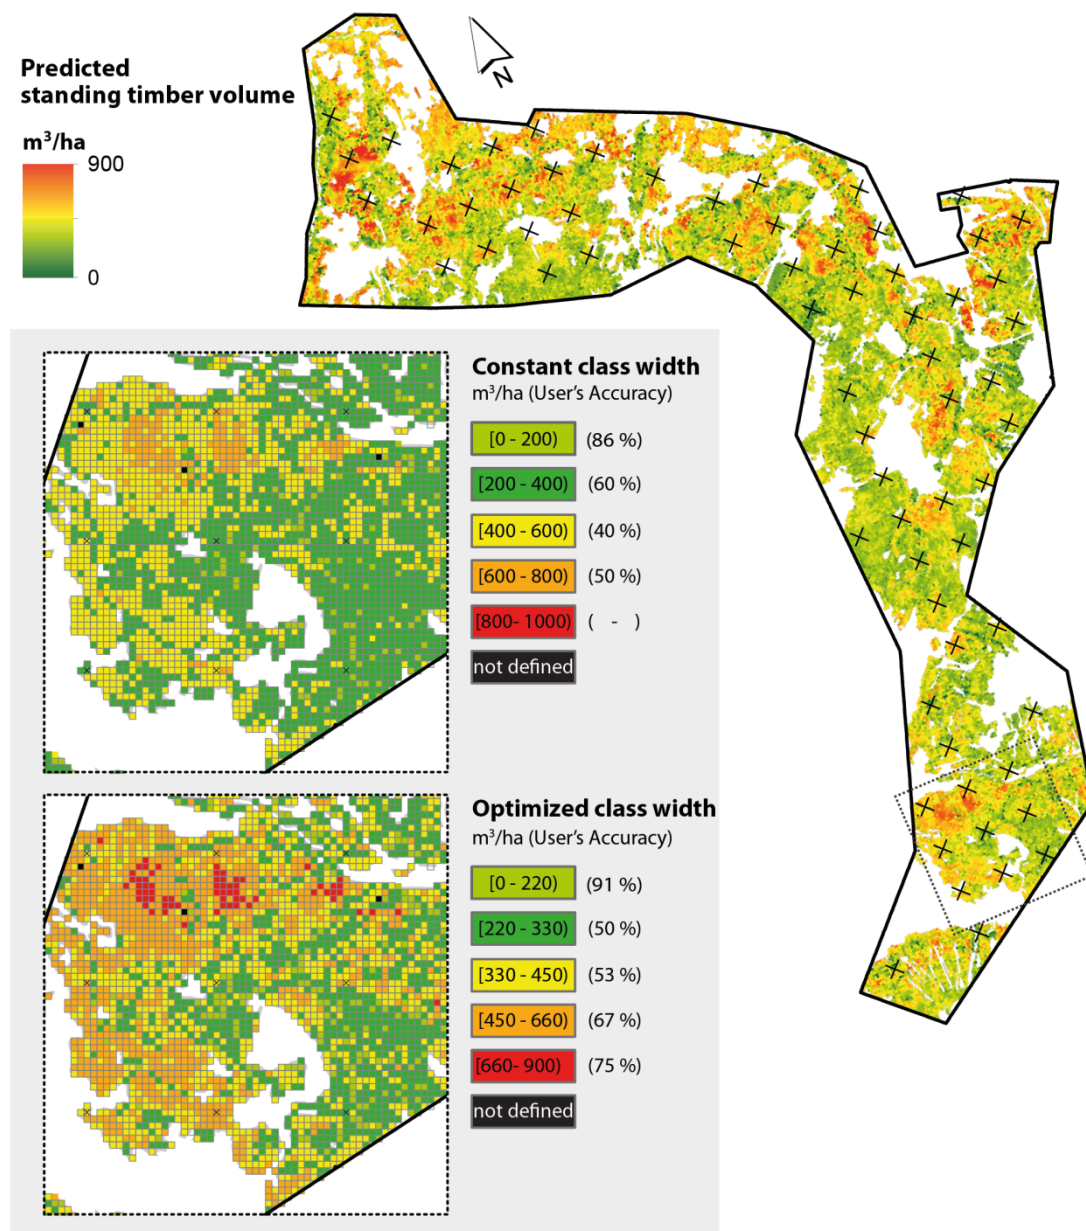 Predicted
standing timber volume
m³/ha
900
0
N
Constant class width
m³/ha (User's Accuracy)
[0 - 200) (86 %)
[200 - 400) (60 %)
[400 - 600) (40 %)
[600 - 800) (50 %)
[800- 1000) ( - )
not defined
Optimized class width
m³/ha (User's Accuracy)
[0 - 220) (91 %)
[220 - 330) (50 %)
[330 - 450) (53 %)
[450 - 660) (67 %)
[660- 900) (75 %)
not defined